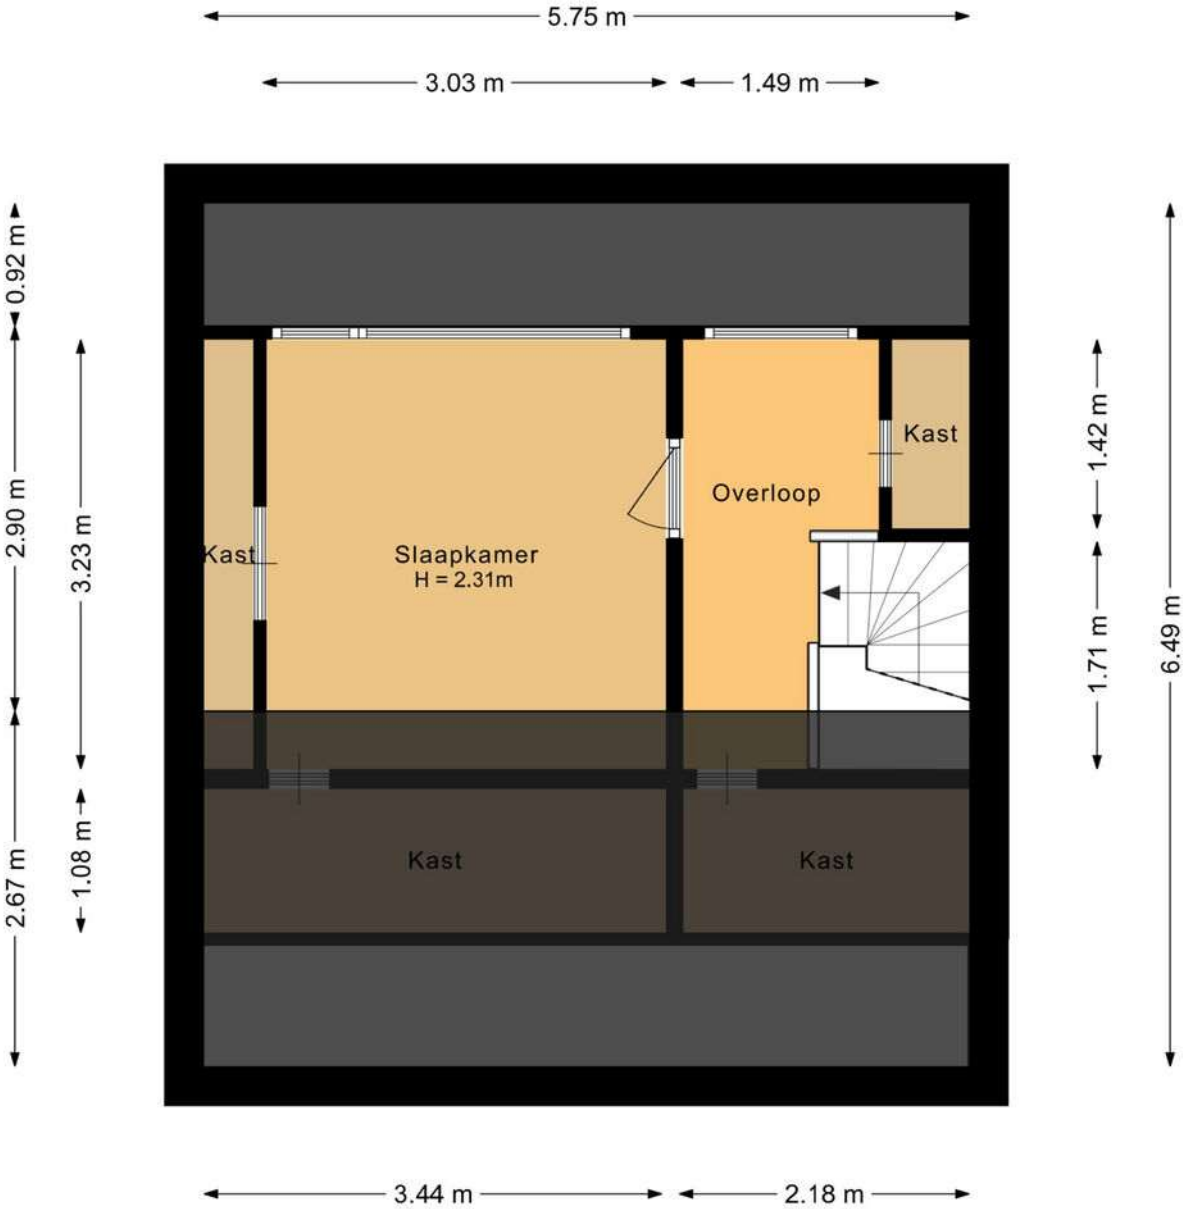 5.75 m
3.03 m
1.49 m
0.92 m
2.90 m
2.67 m
3.23 m
1.08 m
1.42 m
1.71 m
6.49 m
Kast
Overloop
Kast
Slaapkamer
H = 2.31m
Kast
Kast
3.44 m
2.18 m